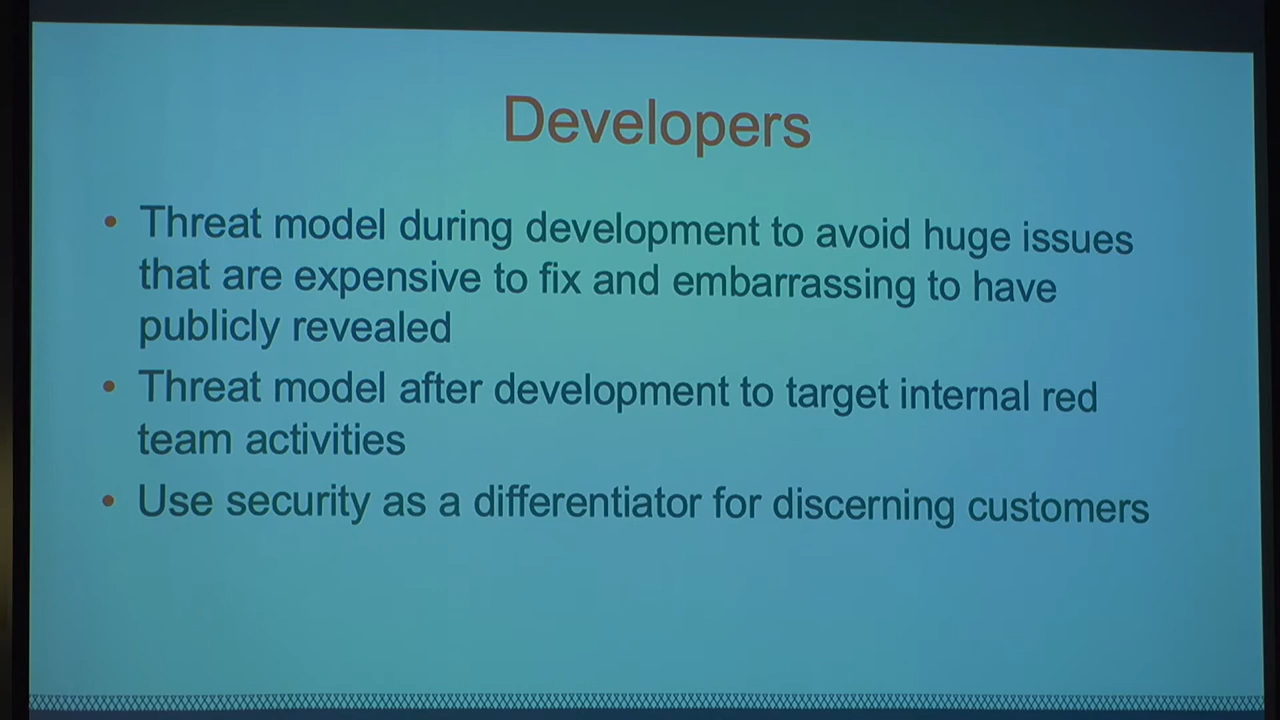 Developers
• Threat model during development to avoid huge issues
that are expensive to fix and embarrassing to have
publicly revealed
• Threat model after development to target internal red
team activities
• Use security as a differentiator for discerning customers